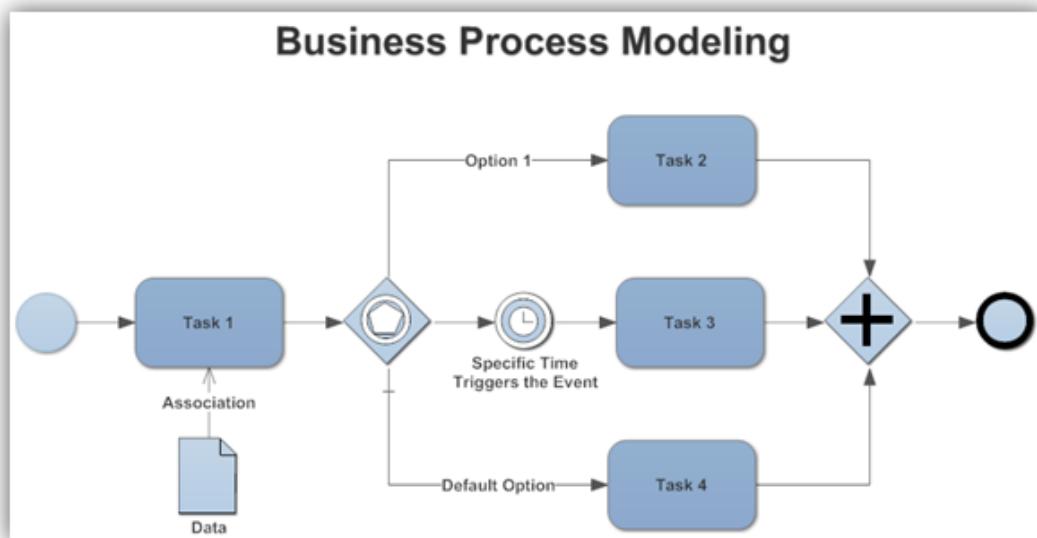 Business Process Modeling
Option 1
Task 2
Task 1
Task 3
Specific Time
Triggers the Event
Association
Default Option
Task 4
Data